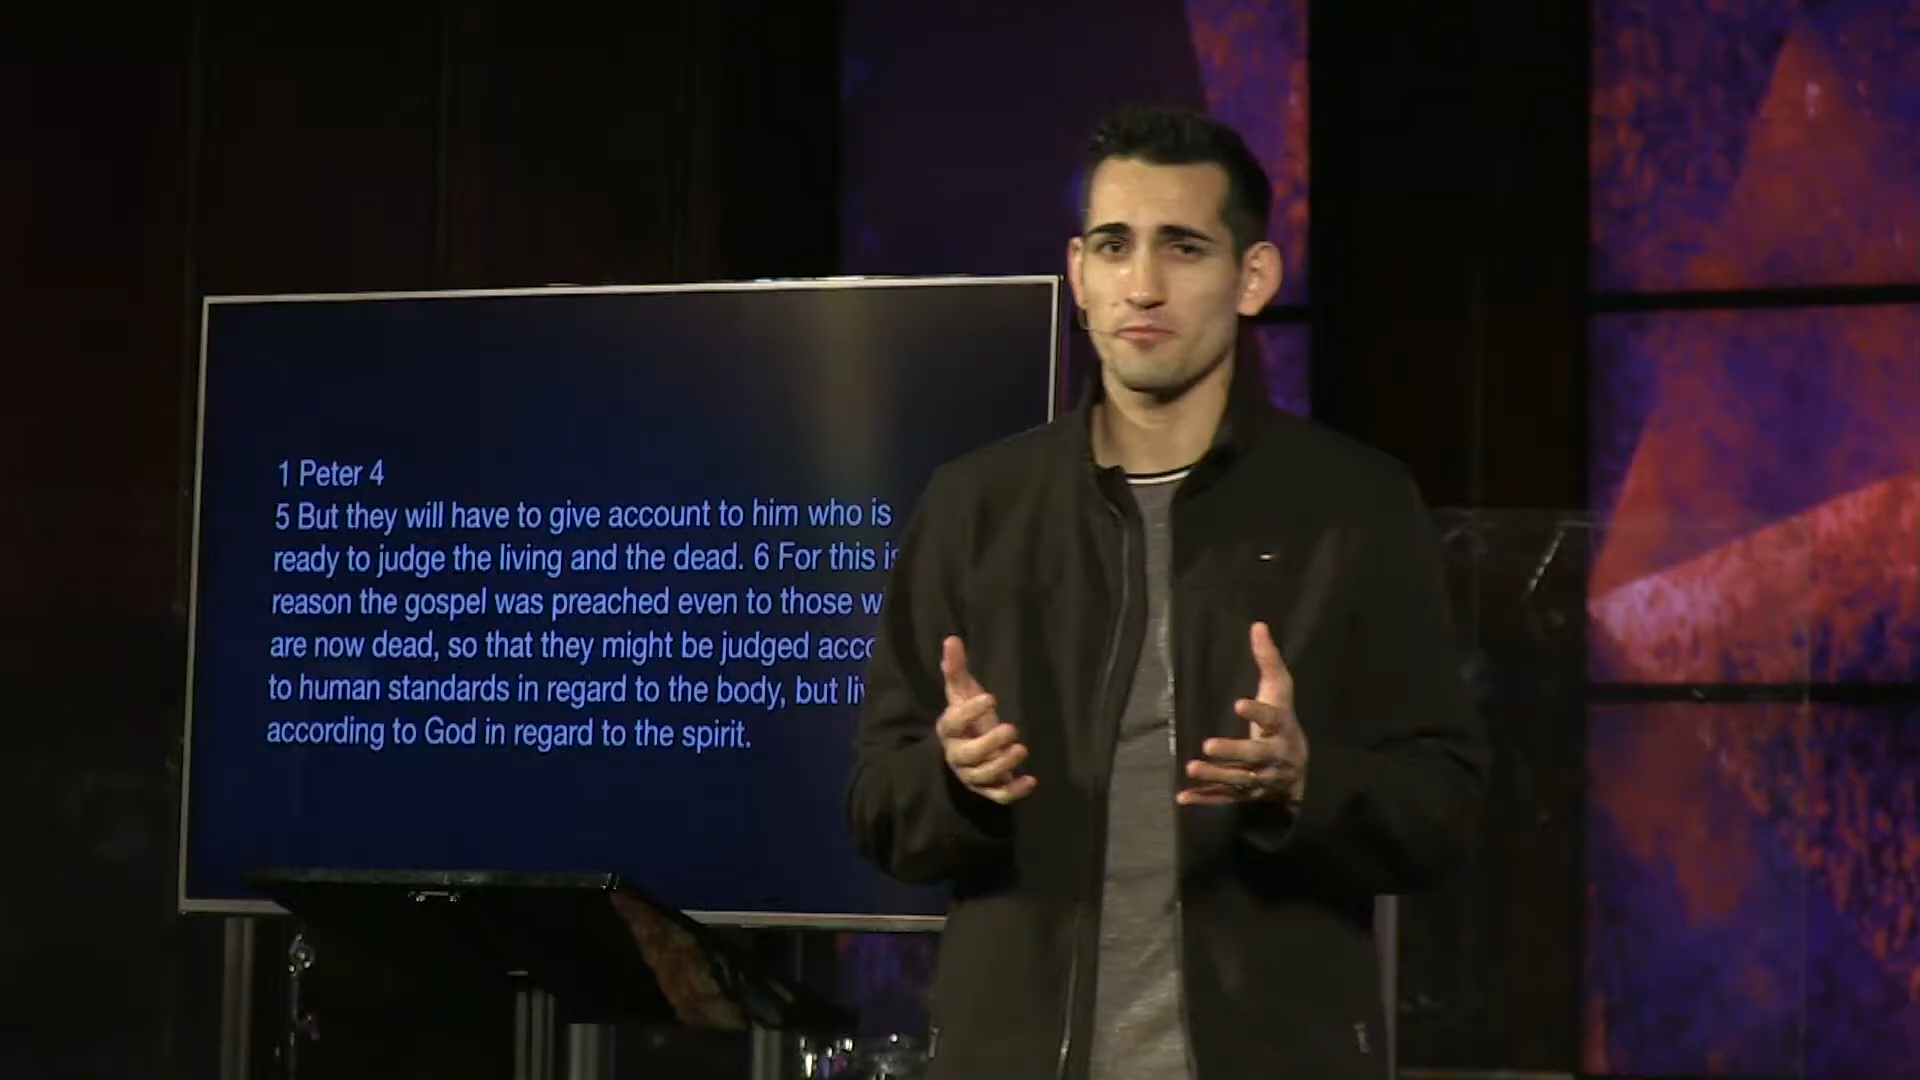 1 Peter 4
5 But they will have to give account to him who is
ready to judge the living and the dead. 6 For this is
reason the gospel was preached even to those
are now dead, so that they might be judged
to human standards in regard to the body, but
according to God in regard to the spirit.